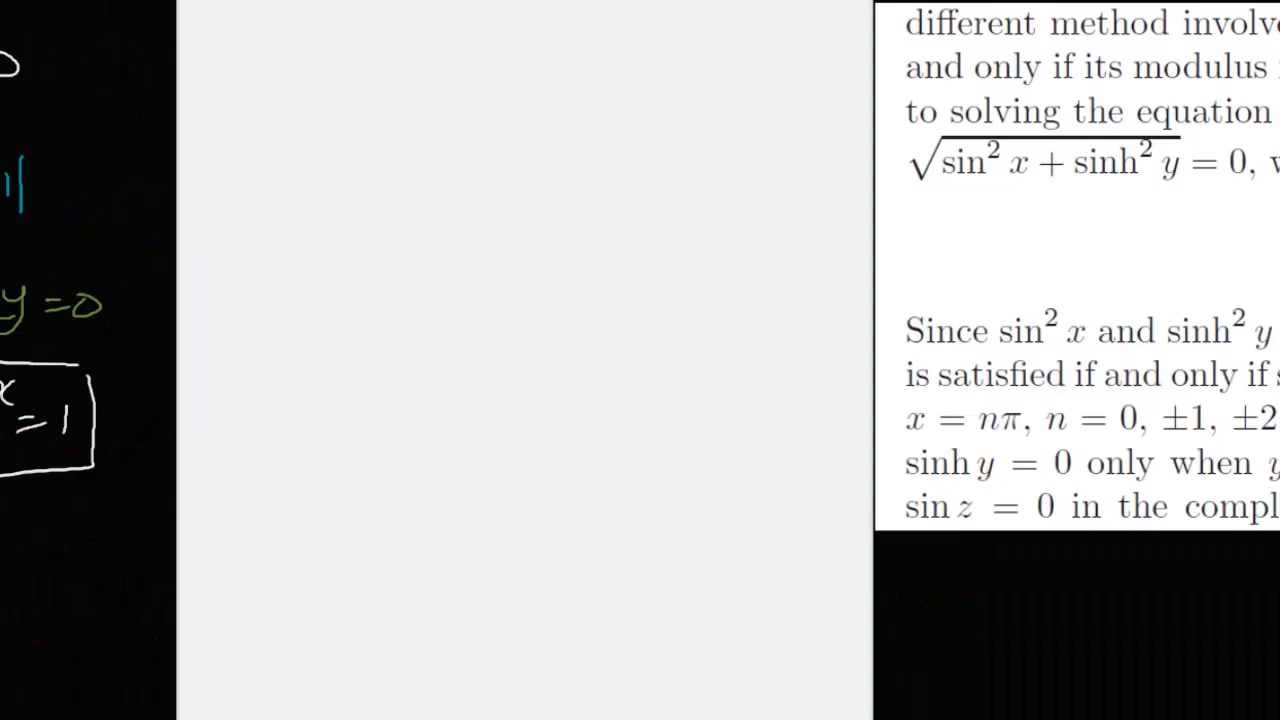 y = 0
= 1
different method involve
and only if its modulus
to solving the equation
√sin² x + sinh² y = 0,
Since sin² x and sinh² y
is satisfied if and only if
x = nπ, n = 0, ±1, ±2
sinh y = 0 only when y
sin z = 0 in the compl